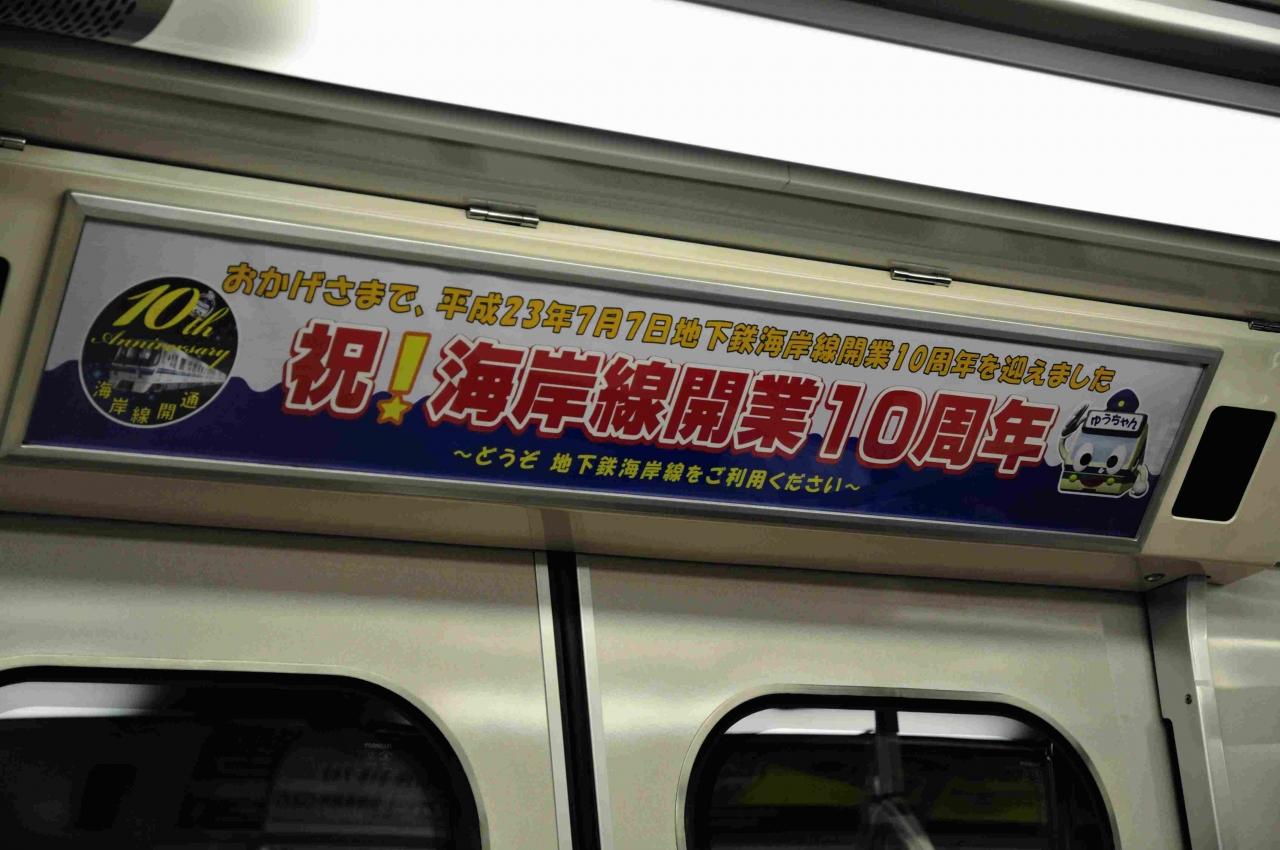 おかげさまで、平成23年7月7日地下鉄海岸線開業10周年を迎えました
祝！海岸線開業10周年
～どうぞ 地下鉄海岸線をご利用ください～
10th
Anniversary
海岸線開通
ゆうちゃん